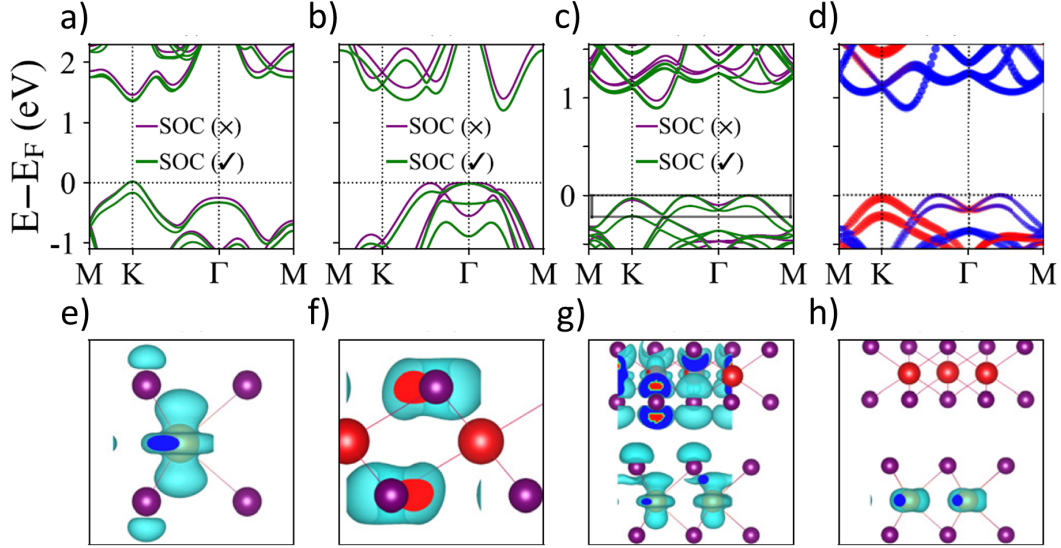 a) b) c) d)
E−E_F (eV)
2
1
0
-1
SOC (×)
SOC (✓)
M K Γ M
SOC (×)
SOC (✓)
M K Γ M
1
0
SOC (×)
SOC (✓)
M K Γ M
M K Γ M
e) f) g) h)